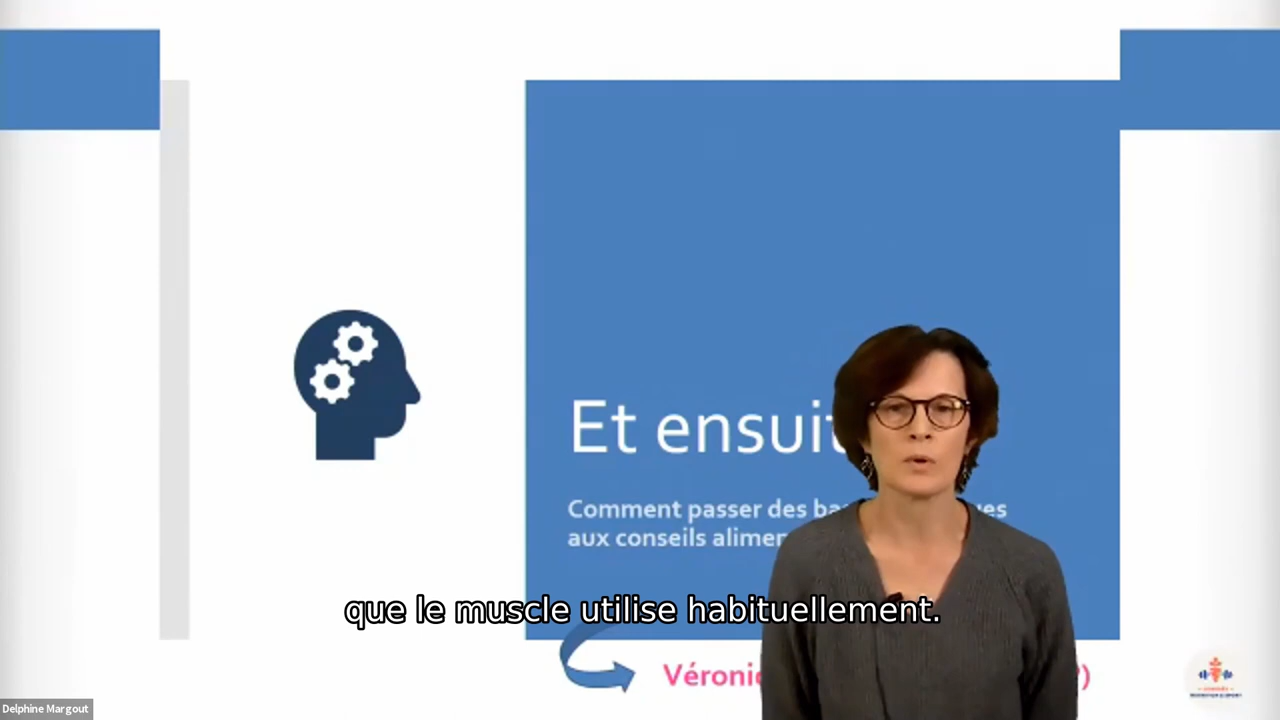 Et ensuit
Comment passer des ba
aux conseils alimen
que le muscle utilise habituellement.
Véroni
Delphine Margout